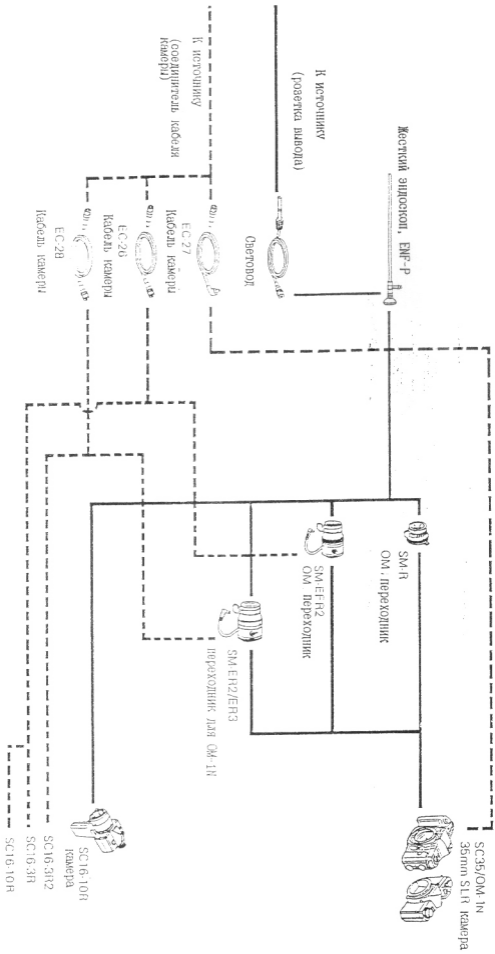 К источнику
(соединитель кабеля
камеры)
К источнику
(розетка вывода)
Жесткий эндоскоп, ENF-P
Световод
EC-27
Кабель камеры
EC-26
Кабель камеры
EC-28
Кабель камеры
SM-R
OM. переходник
SM-EFR2
OM переходник
SM-ER2/ER3
переходник для OM-1N
SC35/OM-1N
35mm SLR камера
SC16-10R
камера
SC16-3R2
SC16-3R
SC16-10R